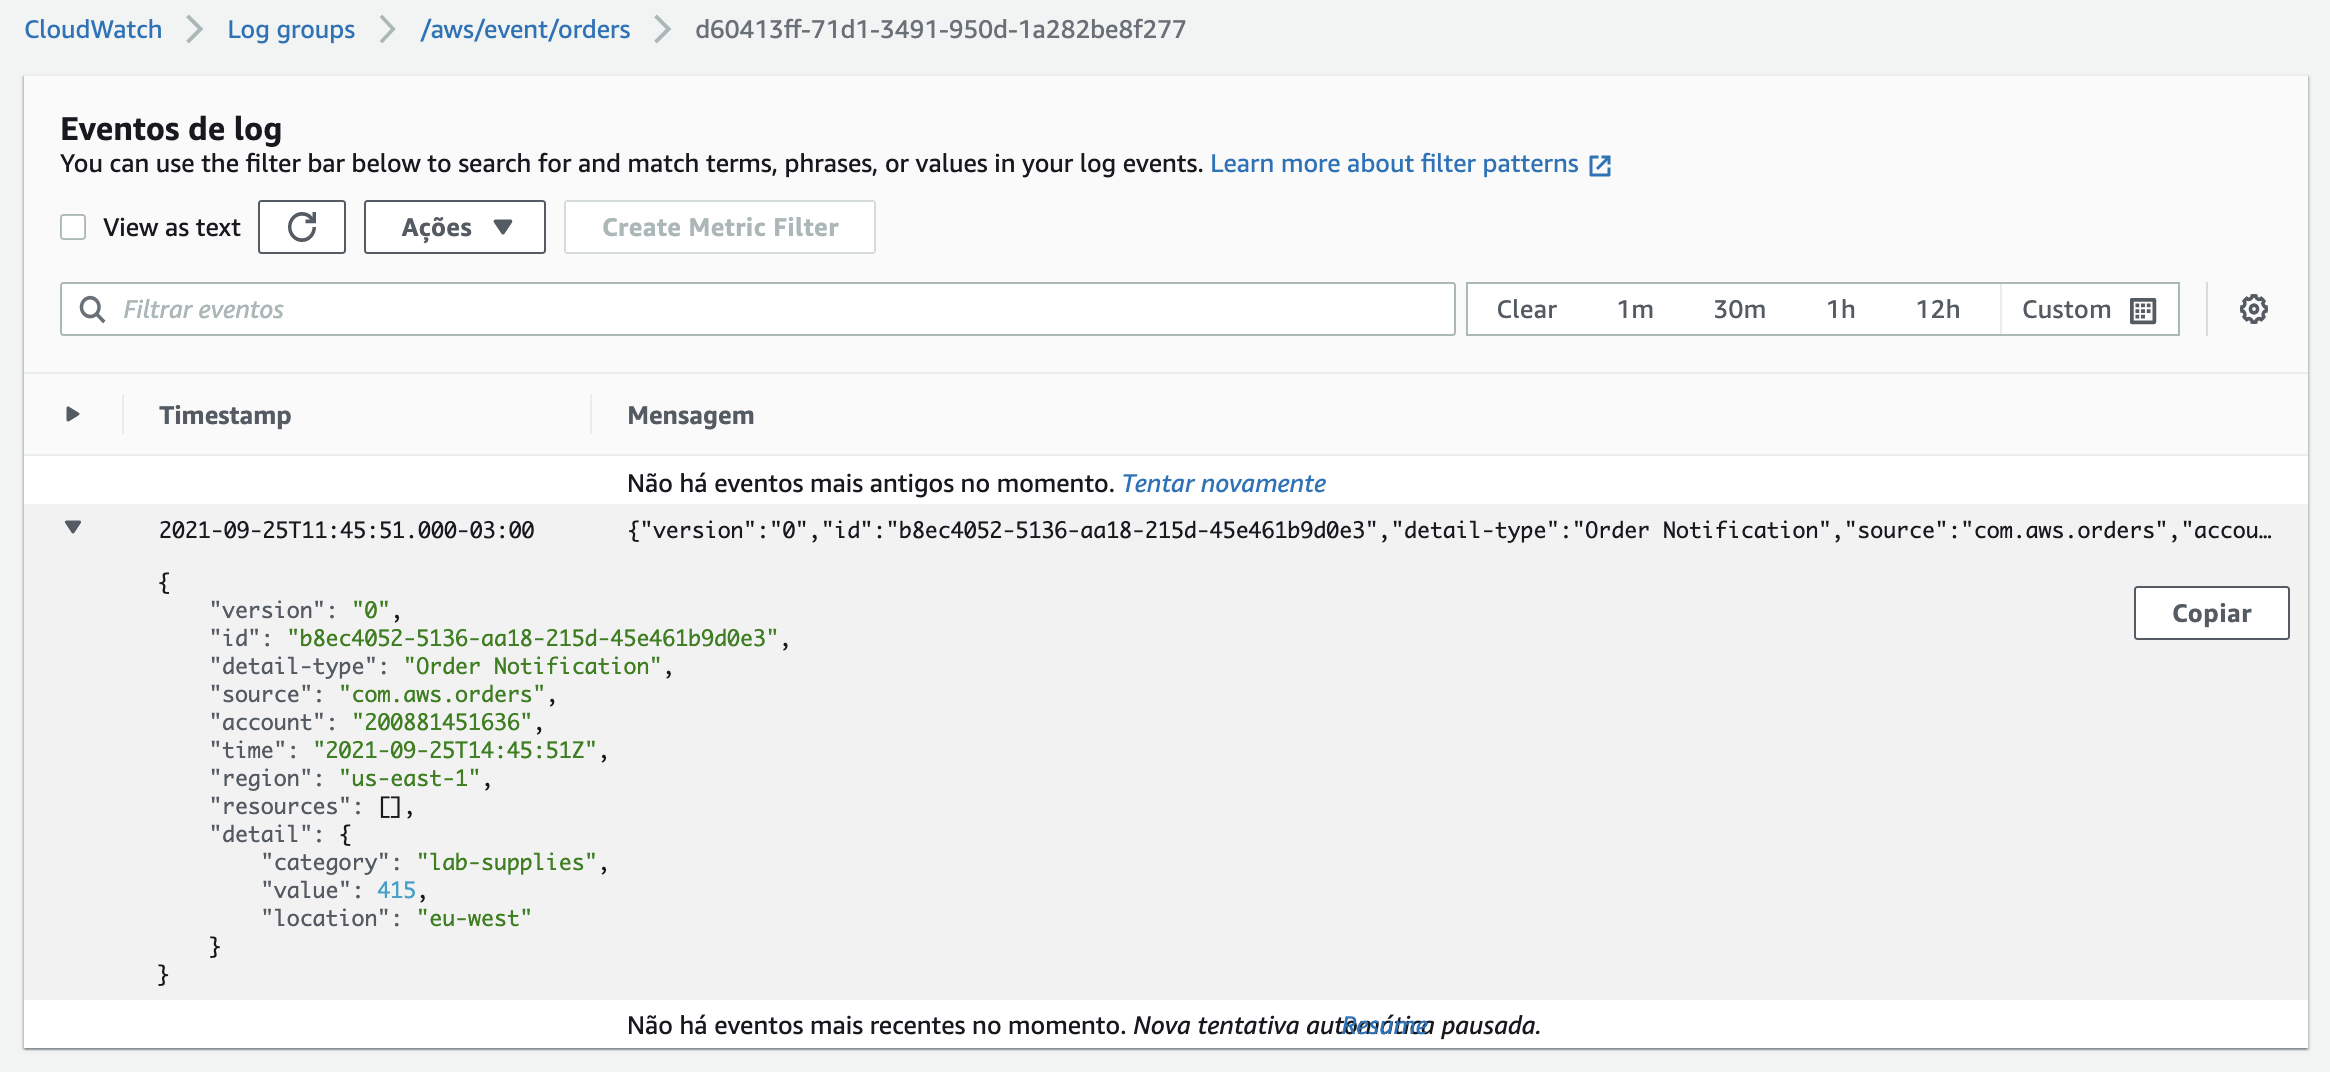 CloudWatch Log groups /aws/event/orders d60413ff-71d1-3491-950d-1a282be8f277
Eventos de log
You can use the filter bar below to search for and match terms, phrases, or values in your log events. Learn more about filter patterns
View as text Ações Create Metric Filter
Filtrar eventos Clear 1m 30m 1h 12h Custom
Timestamp Mensagem
Não há eventos mais antigos no momento. Tentar novamente
2021-09-25T11:45:51.000-03:00 {"version":"0","id":"b8ec4052-5136-aa18-215d-45e461b9d0e3","detail-type":"Order Notification","source":"com.aws.orders","accou…
{
"version": "0",
Copiar
"id": "b8ec4052-5136-aa18-215d-45e461b9d0e3",
"detail-type": "Order Notification",
"source": "com.aws.orders",
"account": "200881451636",
"time": "2021-09-25T14:45:51Z",
"region": "us-east-1",
"resources": [],
"detail": {
"category": "lab-supplies",
"value": 415,
"location": "eu-west"
}
}
Não há eventos mais recentes no momento. Nova tentativa automática pausada. Resume